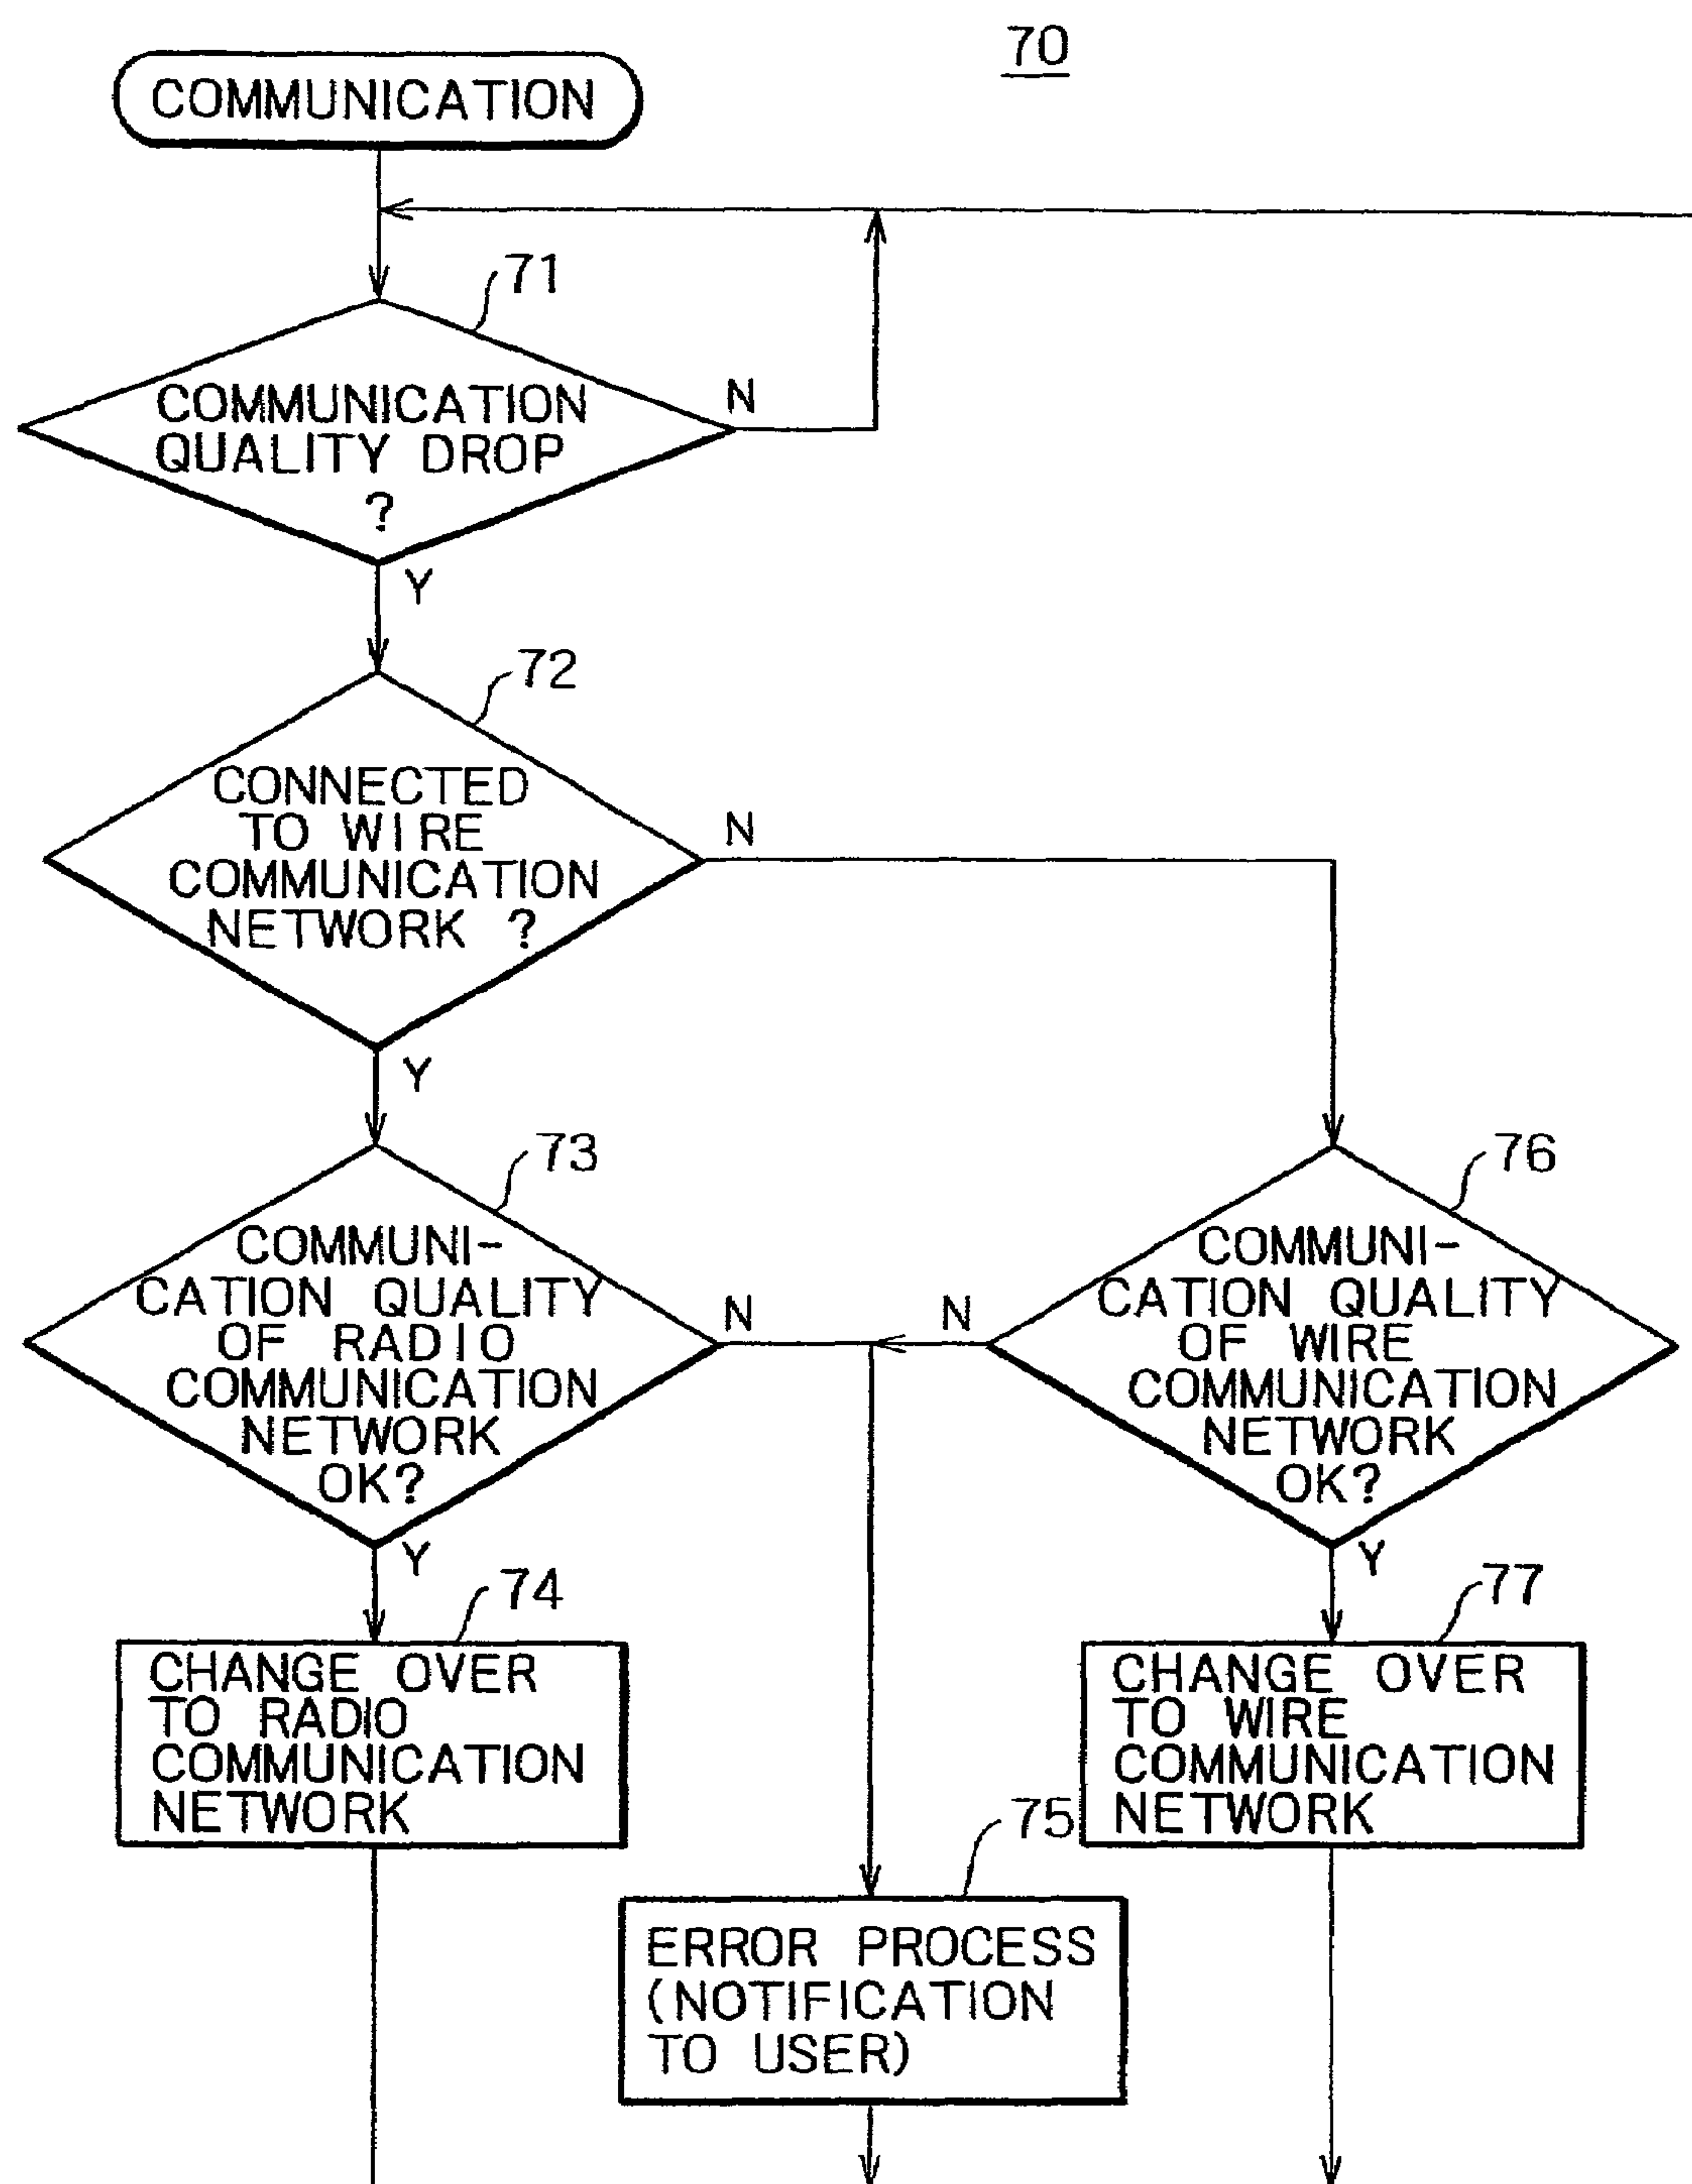 70
COMMUNICATION
71
COMMUNICATION
QUALITY DROP
?
N
Y
72
CONNECTED
TO WIRE
COMMUNICATION
NETWORK ?
N
Y
73
COMMUNI-
CATION QUALITY
OF RADIO
COMMUNICATION
NETWORK
OK?
N
Y
76
COMMUNI-
CATION QUALITY
OF WIRE
COMMUNICATION
NETWORK
OK?
N
Y
74
CHANGE OVER
TO RADIO
COMMUNICATION
NETWORK
77
CHANGE OVER
TO WIRE
COMMUNICATION
NETWORK
75
ERROR PROCESS
(NOTIFICATION
TO USER)